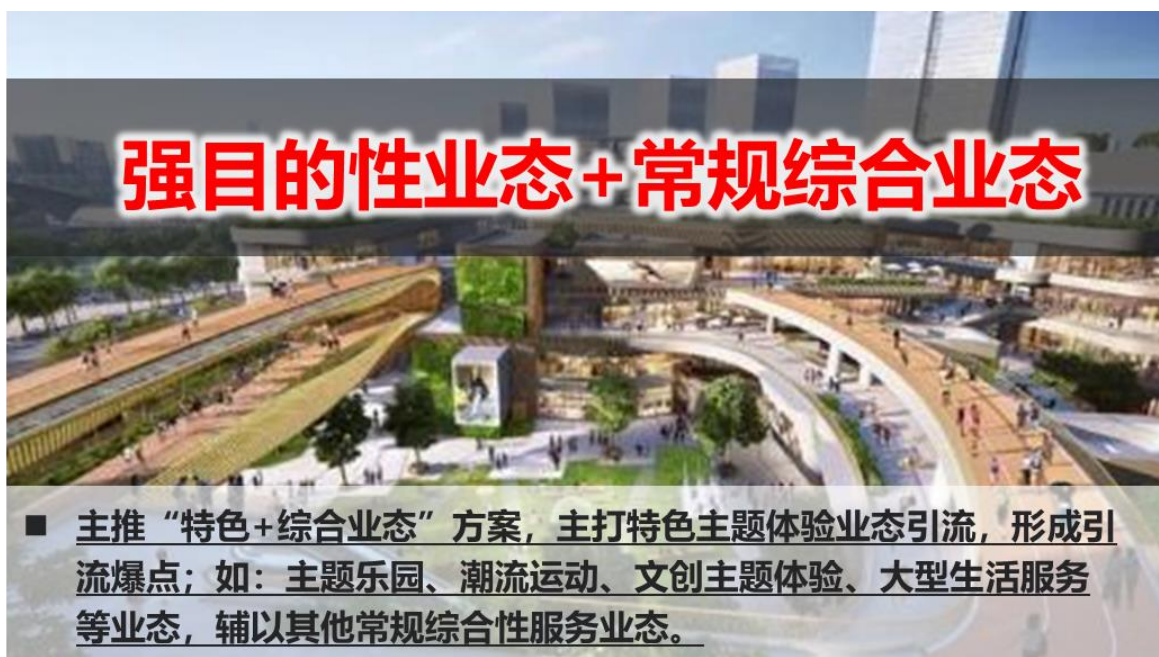 强目的性业态+常规综合业态
■ 主推“特色+综合业态”方案，主打特色主题体验业态引流，形成引
流爆点；如：主题乐园、潮流运动、文创主题体验、大型生活服务
等业态，辅以其他常规综合性服务业态。